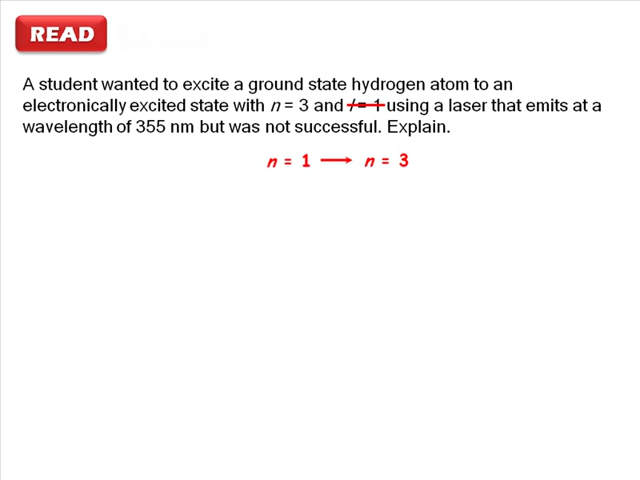 READ
A student wanted to excite a ground state hydrogen atom to an
electronically excited state with n = 3 and l = 1 using a laser that emits at a
wavelength of 355 nm but was not successful. Explain.
n = 1 ⟶ n = 3